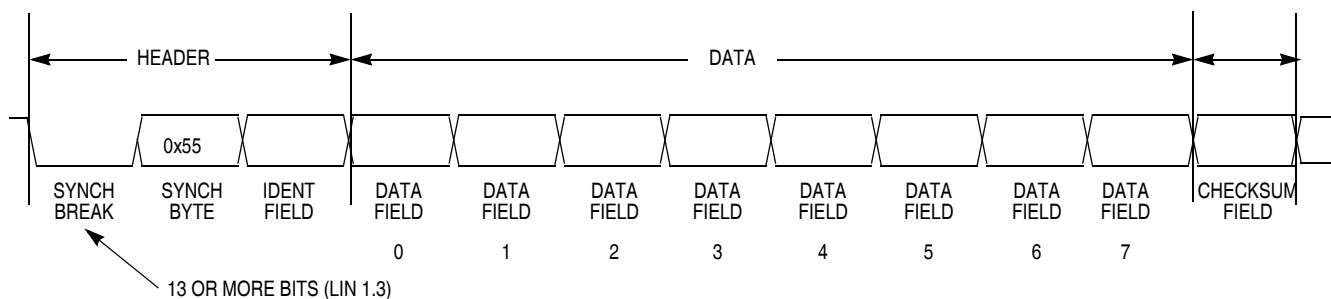 HEADER
DATA
0x55
SYNCH
BREAK
SYNCH
BYTE
IDENT
FIELD
DATA
FIELD
0
DATA
FIELD
1
DATA
FIELD
2
DATA
FIELD
3
DATA
FIELD
4
DATA
FIELD
5
DATA
FIELD
6
DATA
FIELD
7
CHECKSUM
FIELD
13 OR MORE BITS (LIN 1.3)